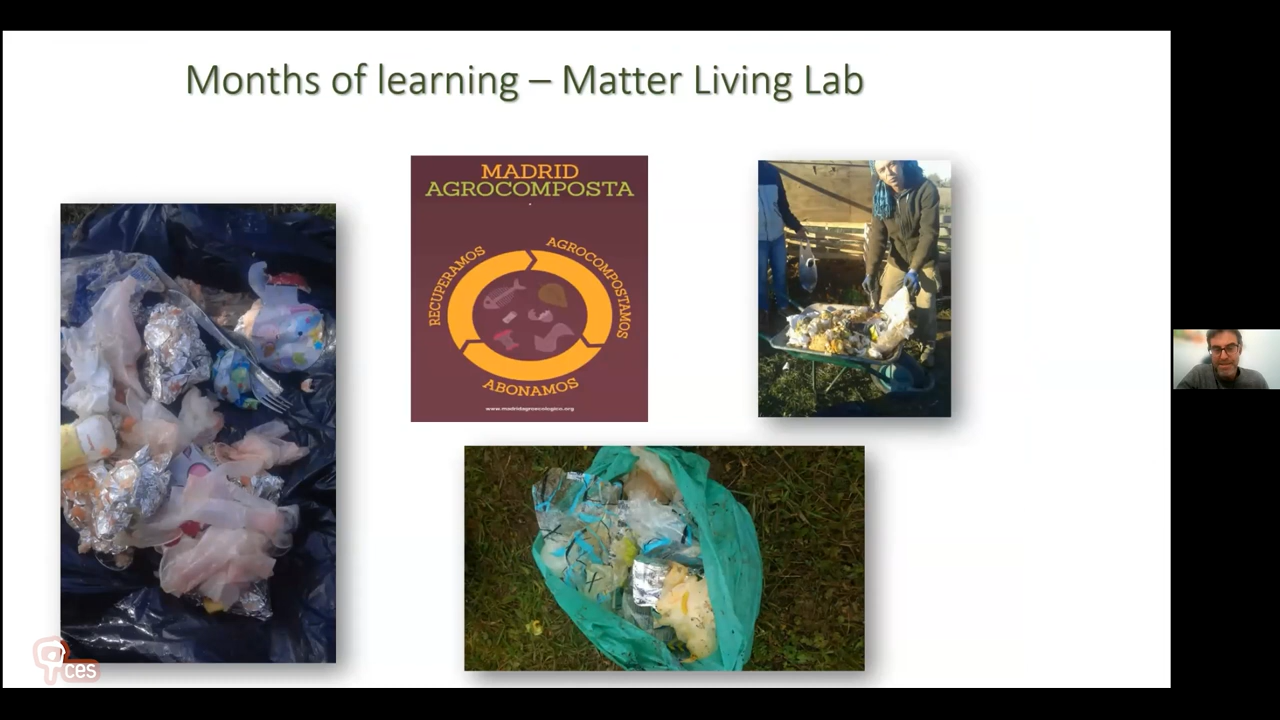 Months of learning – Matter Living Lab
MADRID
AGROCOMPOSTA
RECUPERAMOS
AGROCOMPOSTAMOS
ABONAMOS
www.madridagroecologico.org
ces